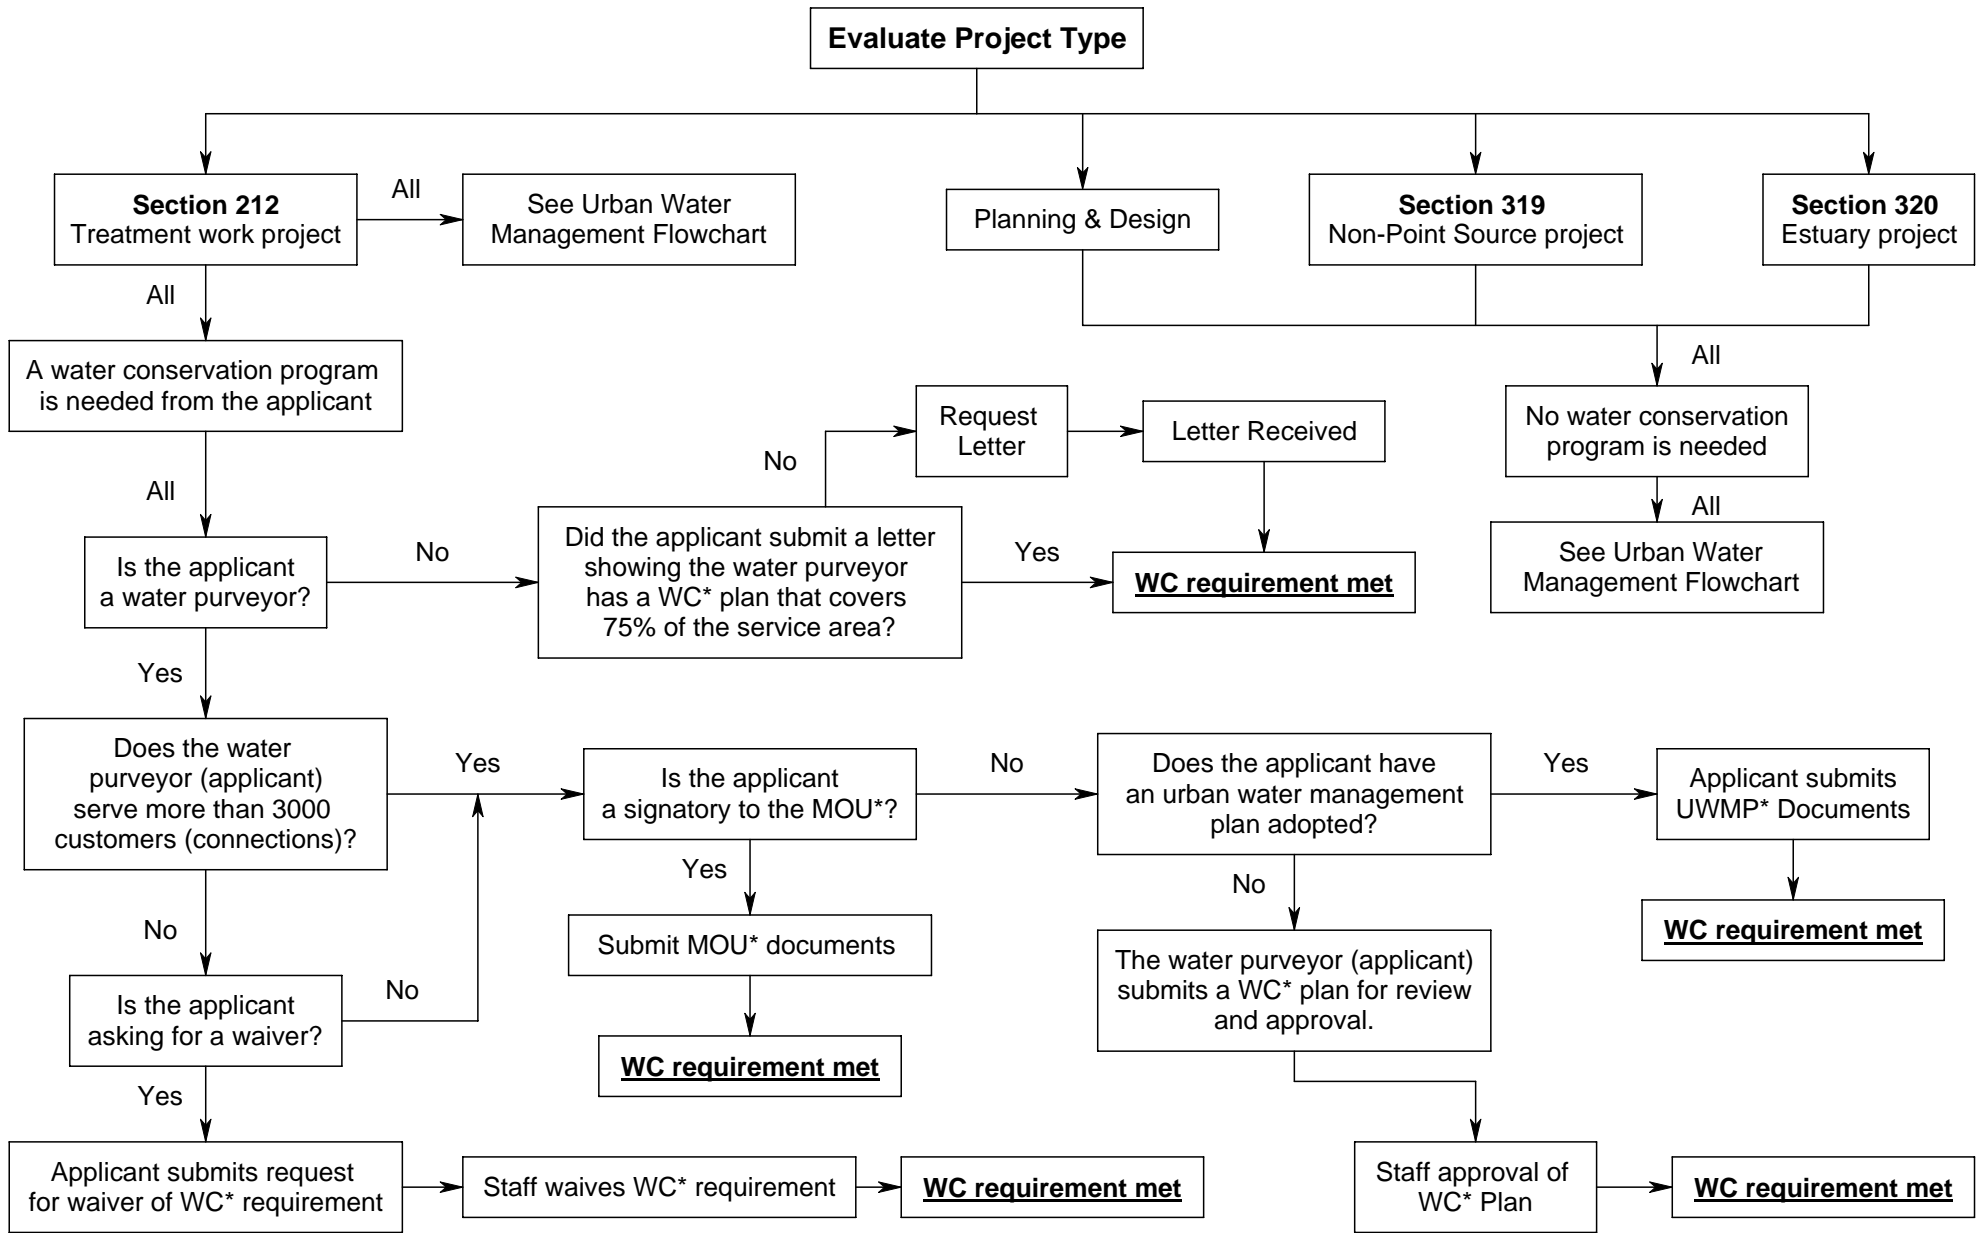 Evaluate Project Type
Section 212
Treatment work project
All
See Urban Water
Management Flowchart
Planning & Design
Section 319
Non-Point Source project
Section 320
Estuary project
All
A water conservation program
is needed from the applicant
All
No water conservation
program is needed
All
See Urban Water
Management Flowchart
All
Is the applicant
a water purveyor?
No
Did the applicant submit a letter
showing the water purveyor
has a WC* plan that covers
75% of the service area?
No
Request
Letter
Letter Received
Yes
WC requirement met
Yes
Does the water
purveyor (applicant)
serve more than 3000
customers (connections)?
Yes
Is the applicant
a signatory to the MOU*?
No
Does the applicant have
an urban water management
plan adopted?
Yes
Applicant submits
UWMP* Documents
WC requirement met
Yes
Submit MOU* documents
WC requirement met
No
The water purveyor (applicant)
submits a WC* plan for review
and approval.
Staff approval of
WC* Plan
WC requirement met
No
Is the applicant
asking for a waiver?
No
Yes
Applicant submits request
for waiver of WC* requirement
Staff waives WC* requirement
WC requirement met